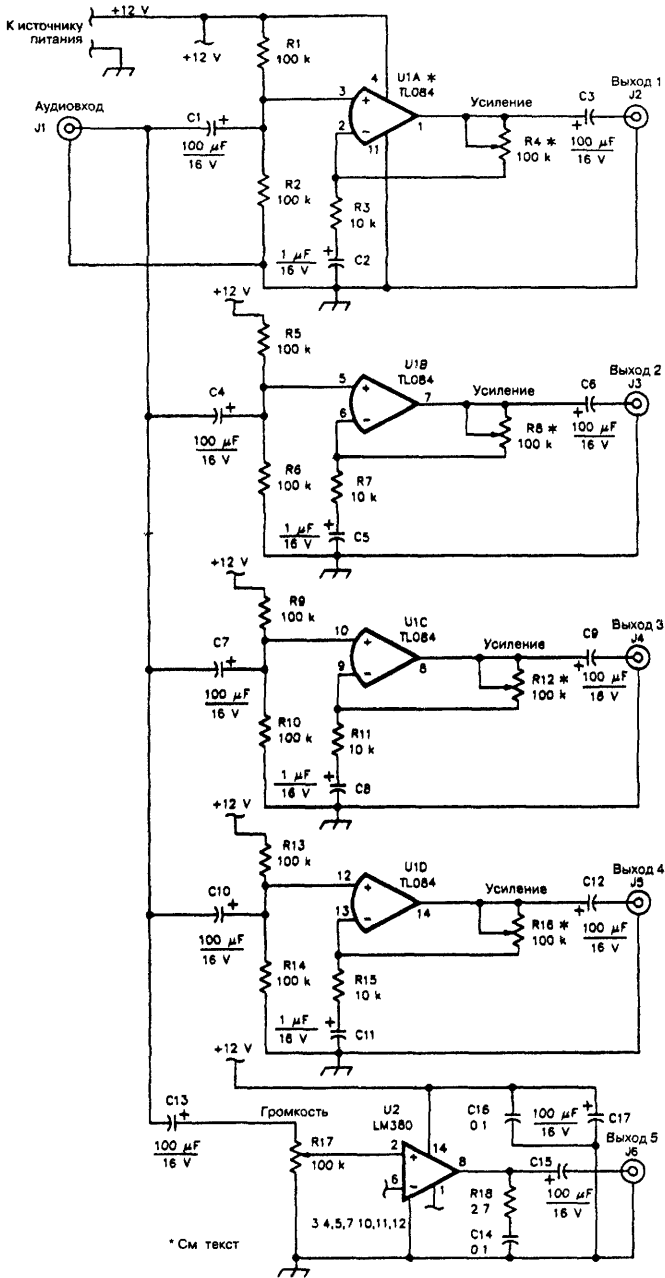 К источнику
питания
+12 V
+12 V
R1
100 k
4
U1A *
TL084
3
+
2
−
11
1
Усиление
R4 *
100 k
C3
+
100 µF
16 V
Выход 1
J2
Аудиовход
J1
C1
+
100 µF
16 V
R2
100 k
R3
10 k
1 µF
16 V
+
C2
+12 V
R5
100 k
U1B
TL084
5
+
6
−
7
Усиление
R8 *
100 k
C6
+
100 µF
16 V
Выход 2
J3
C4
+
100 µF
16 V
R6
100 k
R7
10 k
1 µF
16 V
+
C5
+12 V
R9
100 k
U1C
TL084
10
+
9
−
8
Усиление
R12 *
100 k
C9
+
100 µF
16 V
Выход 3
J4
C7
+
100 µF
16 V
R10
100 k
R11
10 k
1 µF
16 V
+
C8
+12 V
R13
100 k
U1D
TL084
12
+
13
−
14
Усиление
R16 *
100 k
C12
+
100 µF
16 V
Выход 4
J5
C10
+
100 µF
16 V
R14
100 k
R15
10 k
1 µF
16 V
+
C11
+12 V
C13
+
100 µF
16 V
Громкость
R17
100 k
U2
LM380
14
2
+
6
−
1
8
3 4,5,7 10,11,12
C16
0 1
100 µF
16 V
+
C17
R18
2 7
C14
0 1
C15
+
100 µF
16 V
Выход 5
J6
* См текст